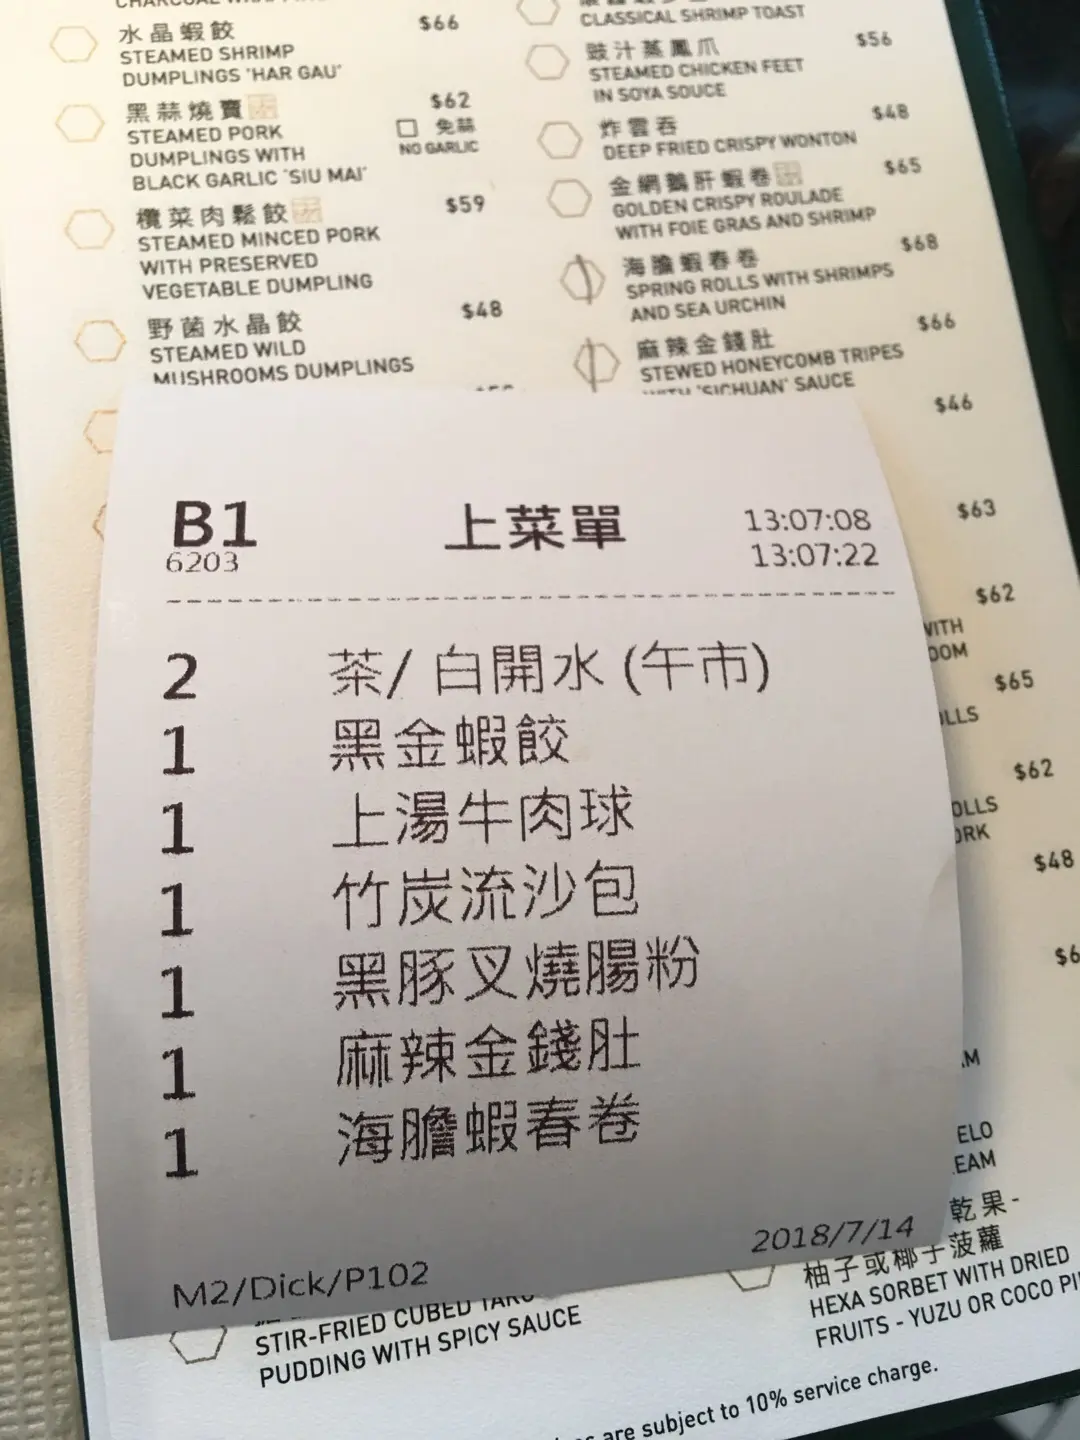 水晶蝦餃
$66
STEAMED SHRIMP
DUMPLINGS 'HAR GAU'
黑蒜燒賣
$62
STEAMED PORK
DUMPLINGS WITH
BLACK GARLIC 'SIU MAI'
免蒜
NO GARLIC
欖菜肉鬆餃
$59
STEAMED MINCED PORK
WITH PRESERVED
VEGETABLE DUMPLING
野菌水晶餃
$48
STEAMED WILD
MUSHROOMS DUMPLINGS
CLASSICAL SHRIMP TOAST
豉汁蒸鳳爪
$56
STEAMED CHICKEN FEET
IN SOYA SOUCE
炸雲吞
$48
DEEP FRIED CRISPY WONTON
金網鵝肝蝦卷
$65
GOLDEN CRISPY ROULADE
WITH FOIE GRAS AND SHRIMP
海膽蝦春卷
$68
SPRING ROLLS WITH SHRIMPS
AND SEA URCHIN
麻辣金錢肚
$66
STEWED HONEYCOMB TRIPES
WITH 'SICHUAN' SAUCE
$46
$63
$62
WITH
$65
$62
$48
B1 上菜單 13:07:08
6203 13:07:22
2 茶/ 白開水 (午市)
1 黑金蝦餃
1 上湯牛肉球
1 竹炭流沙包
1 黑豚叉燒腸粉
1 麻辣金錢肚
1 海膽蝦春卷
2018/7/14
M2/Dick/P102
STIR-FRIED CUBED
PUDDING WITH SPICY SAUCE
乾果-
柚子或椰子菠蘿
HEXA SORBET WITH DRIED
FRUITS - YUZU OR COCO
are subject to 10% service charge.